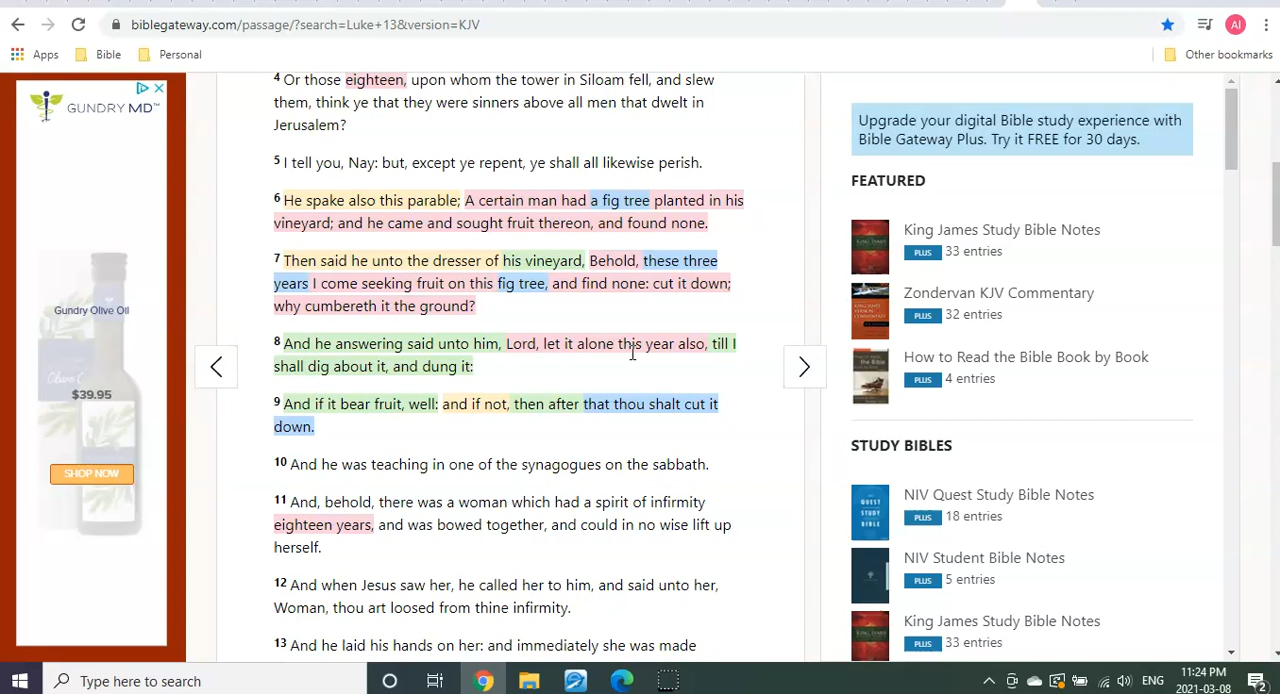 biblegateway.com/passage/?search=Luke+13&version=KJV
AI
Apps Bible Personal Other bookmarks
GUNDRY MD™
Gundry Olive Oil
$39.95
SHOP NOW
4 Or those eighteen, upon whom the tower in Siloam fell, and slew
them, think ye that they were sinners above all men that dwelt in
Jerusalem?
5 I tell you, Nay: but, except ye repent, ye shall all likewise perish.
6 He spake also this parable; A certain man had a fig tree planted in his
vineyard; and he came and sought fruit thereon, and found none.
7 Then said he unto the dresser of his vineyard, Behold, these three
years I come seeking fruit on this fig tree, and find none: cut it down;
why cumbereth it the ground?
8 And he answering said unto him, Lord, let it alone this year also, till I
shall dig about it, and dung it:
9 And if it bear fruit, well: and if not, then after that thou shalt cut it
down.
10 And he was teaching in one of the synagogues on the sabbath.
11 And, behold, there was a woman which had a spirit of infirmity
eighteen years, and was bowed together, and could in no wise lift up
herself.
12 And when Jesus saw her, he called her to him, and said unto her,
Woman, thou art loosed from thine infirmity.
13 And he laid his hands on her: and immediately she was made
Upgrade your digital Bible study experience with
Bible Gateway Plus. Try it FREE for 30 days.
FEATURED
King James Study Bible Notes
PLUS 33 entries
Zondervan KJV Commentary
PLUS 32 entries
How to Read the Bible Book by Book
PLUS 4 entries
STUDY BIBLES
NIV Quest Study Bible Notes
PLUS 18 entries
NIV Student Bible Notes
PLUS 5 entries
King James Study Bible Notes
PLUS 33 entries
Type here to search
ENG
11:24 PM
2021-03-08
2